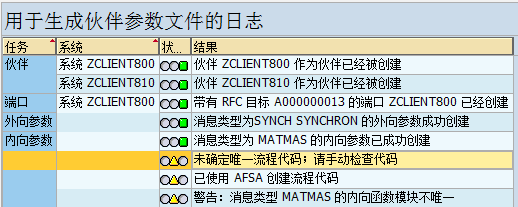 用于生成伙伴参数文件的日志
任务 系统 状... 结果
伙伴 系统 ZCLIENT800 伙伴 ZCLIENT800 作为伙伴已经被创建
系统 ZCLIENT810 伙伴 ZCLIENT810 作为伙伴已经被创建
端口 系统 ZCLIENT800 带有 RFC 目标 A000000013 的端口 ZCLIENT800 已经创建
外向参数 消息类型为SYNCH SYNCHRON 的外向参数成功创建
内向参数 消息类型为 MATMAS 的内向参数已成功创建
未确定唯一流程代码；请手动检查代码
已使用 AFSA 创建流程代码
警告：消息类型 MATMAS 的内向函数模块不唯一